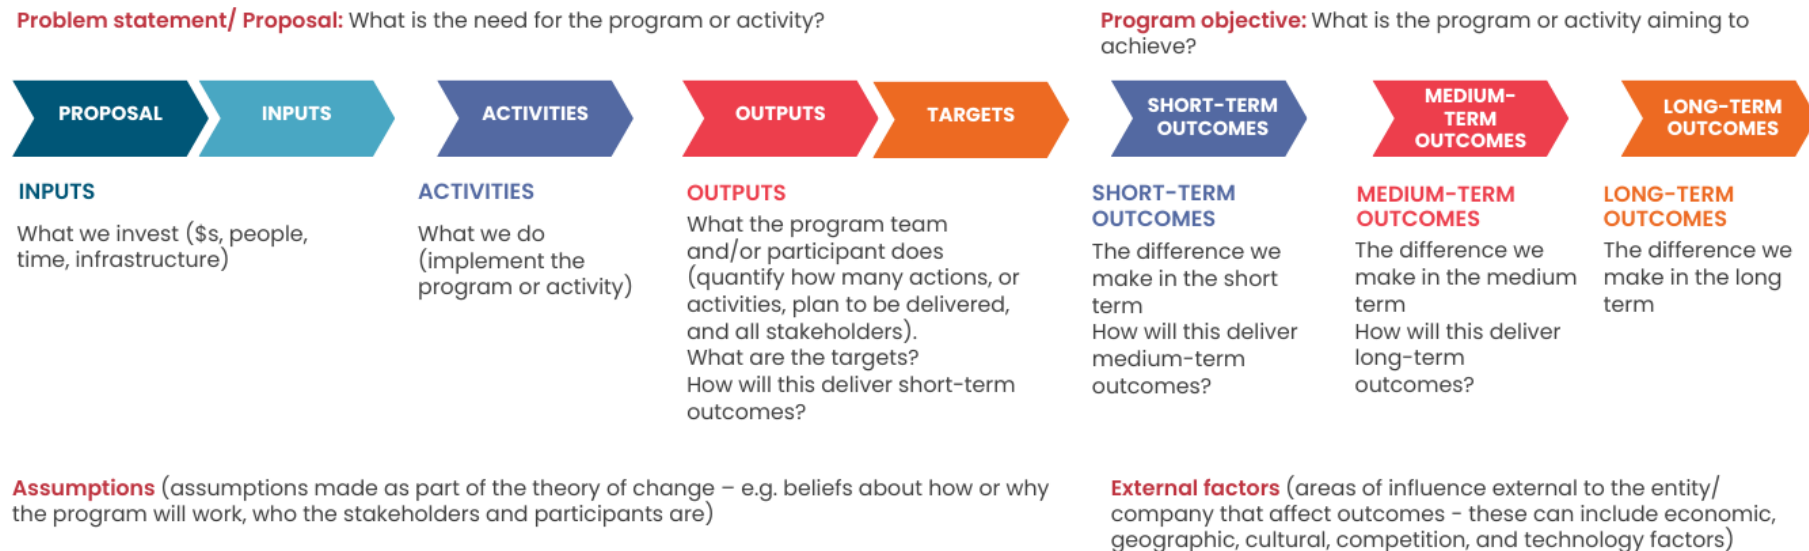 Problem statement/ Proposal: What is the need for the program or activity?
Program objective: What is the program or activity aiming to
achieve?
PROPOSAL
INPUTS
ACTIVITIES
OUTPUTS
TARGETS
SHORT-TERM
OUTCOMES
MEDIUM-
TERM
OUTCOMES
LONG-TERM
OUTCOMES
INPUTS
What we invest ($s, people,
time, infrastructure)
ACTIVITIES
What we do
(implement the
program or activity)
OUTPUTS
What the program team
and/or participant does
(quantify how many actions, or
activities, plan to be delivered,
and all stakeholders).
What are the targets?
How will this deliver short-term
outcomes?
SHORT-TERM
OUTCOMES
The difference we
make in the short
term
How will this deliver
medium-term
outcomes?
MEDIUM-TERM
OUTCOMES
The difference we
make in the medium
term
How will this deliver
long-term
outcomes?
LONG-TERM
OUTCOMES
The difference we
make in the long
term
Assumptions (assumptions made as part of the theory of change – e.g. beliefs about how or why
the program will work, who the stakeholders and participants are)
External factors (areas of influence external to the entity/
company that affect outcomes - these can include economic,
geographic, cultural, competition, and technology factors)